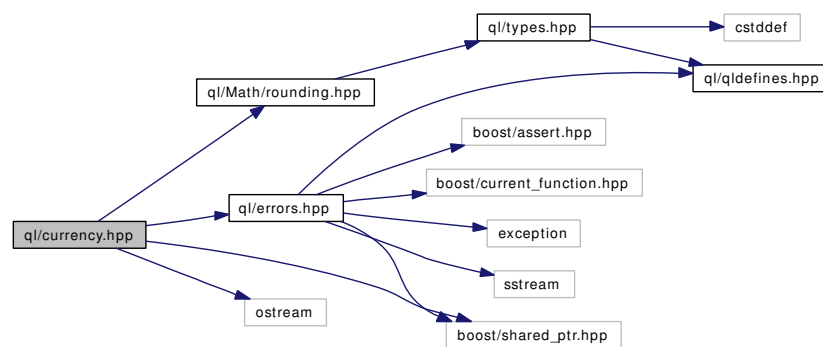 ql/types.hpp
cstddef
ql/qldefines.hpp
ql/Math/rounding.hpp
boost/assert.hpp
boost/current_function.hpp
ql/errors.hpp
exception
ql/currency.hpp
sstream
ostream
boost/shared_ptr.hpp